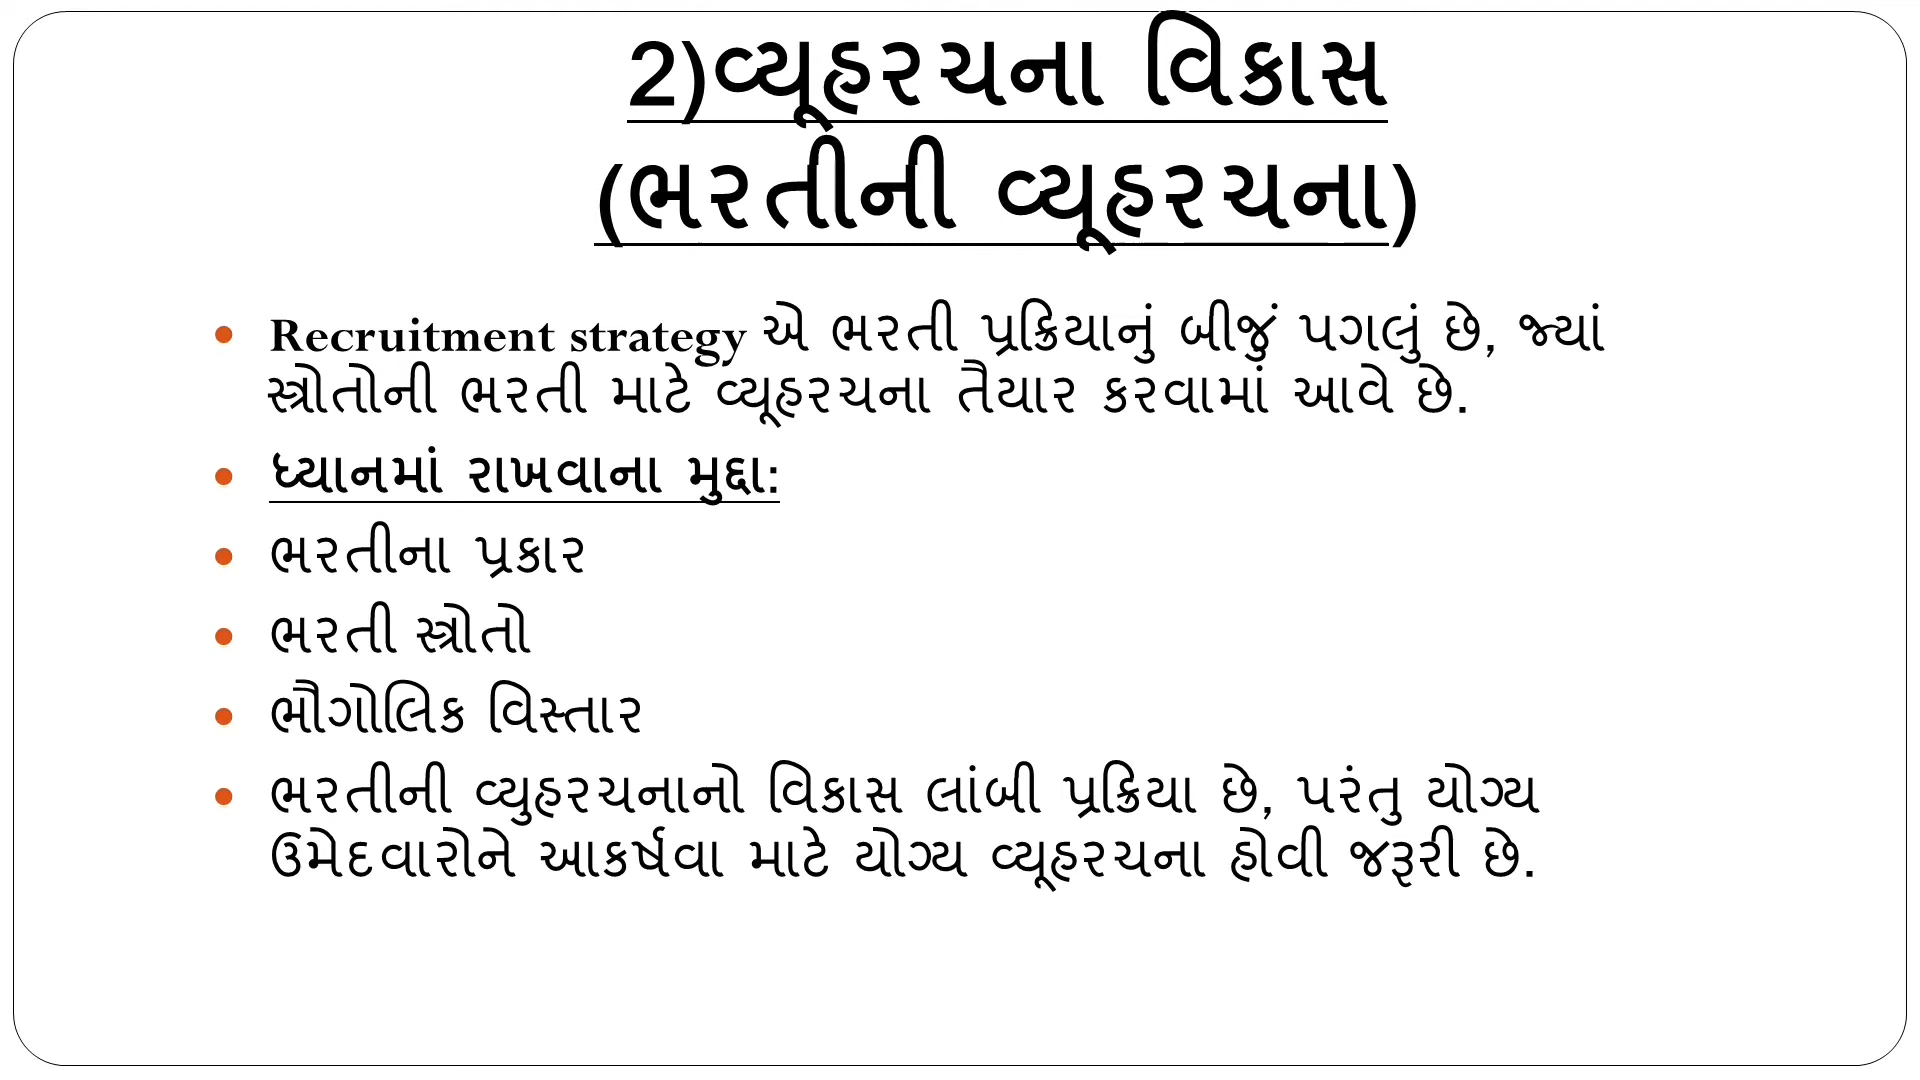 2)વ્યૂહરચના વિકાસ
(ભરતીની વ્યૂહરચના)
• Recruitment strategy એ ભરતી પ્રક્રિયાનું બીજું પગલું છે, જ્યાં
સ્ત્રોતોની ભરતી માટે વ્યૂહરચના તૈયાર કરવામાં આવે છે.
• ધ્યાનમાં રાખવાના મુદ્દા:
• ભરતીના પ્રકાર
• ભરતી સ્ત્રોતો
• ભૌગોલિક વિસ્તાર
• ભરતીની વ્યુહરચનાનો વિકાસ લાંબી પ્રક્રિયા છે, પરંતુ યોગ્ય
ઉમેદવારોને આકર્ષવા માટે યોગ્ય વ્યૂહરચના હોવી જરૂરી છે.